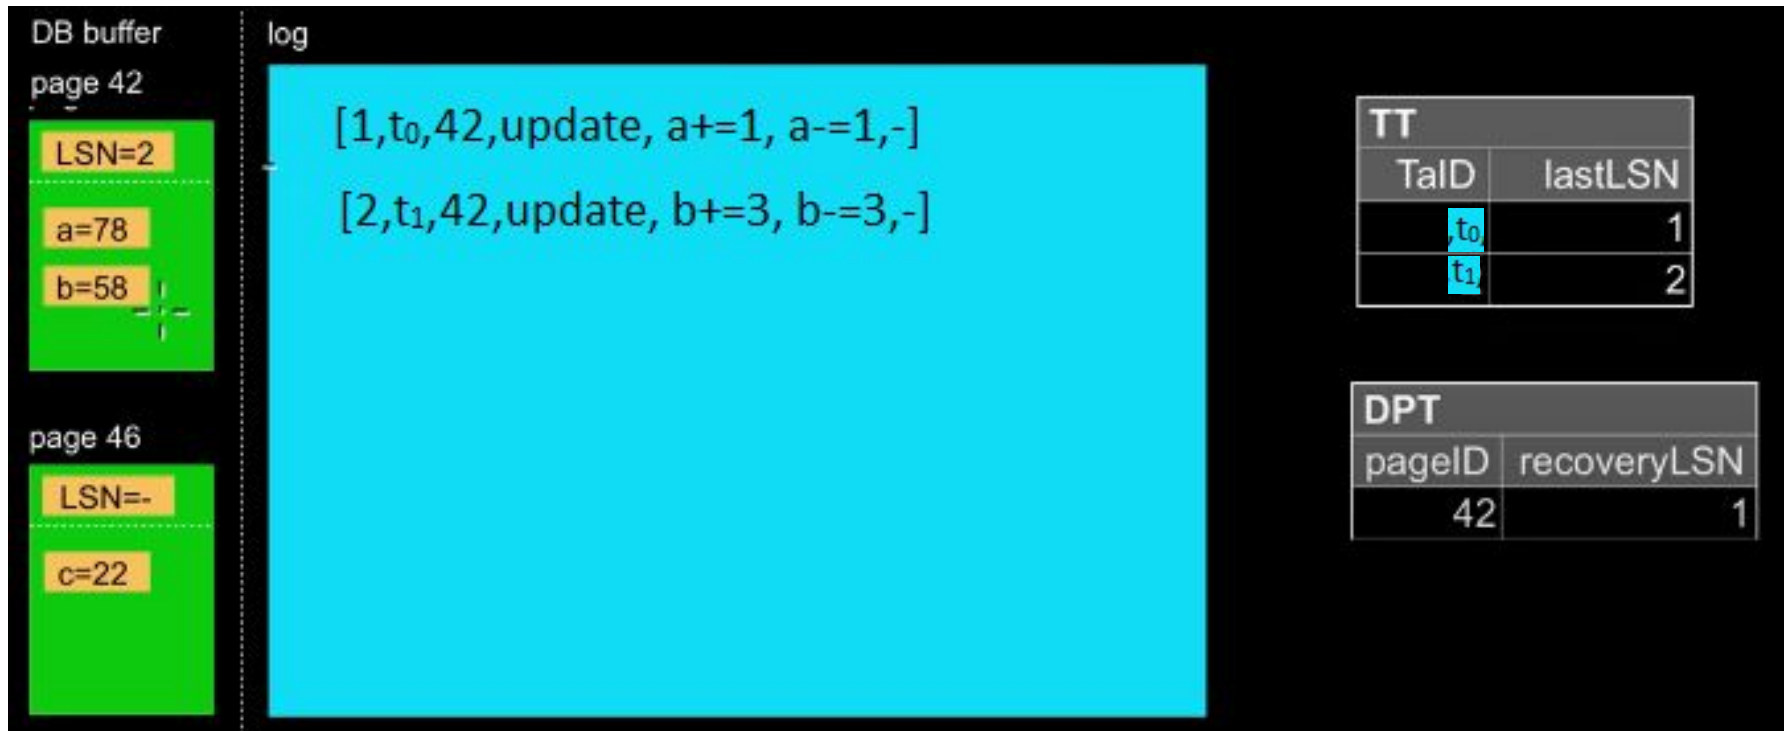 DB buffer
page 42
LSN=2
a=78
b=58
page 46
LSN=-
c=22
log
[1,t₀,42,update, a+=1, a-=1,-]
[2,t₁,42,update, b+=3, b-=3,-]
TT
TaID lastLSN
,t₀, 1
t₁, 2
DPT
pageID recoveryLSN
42 1